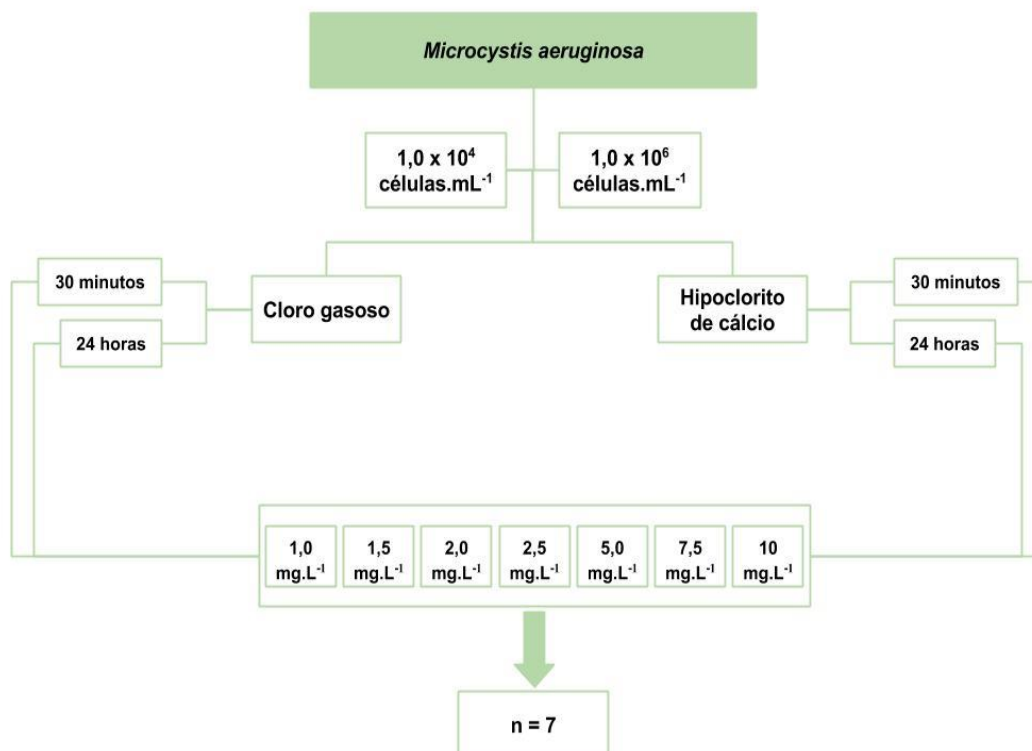 Microcystis aeruginosa
1,0 x 10⁴
células.mL⁻¹
1,0 x 10⁶
células.mL⁻¹
30 minutos
24 horas
Cloro gasoso
Hipoclorito
de cálcio
30 minutos
24 horas
1,0
mg.L⁻¹
1,5
mg.L⁻¹
2,0
mg.L⁻¹
2,5
mg.L⁻¹
5,0
mg.L⁻¹
7,5
mg.L⁻¹
10
mg.L⁻¹
n = 7